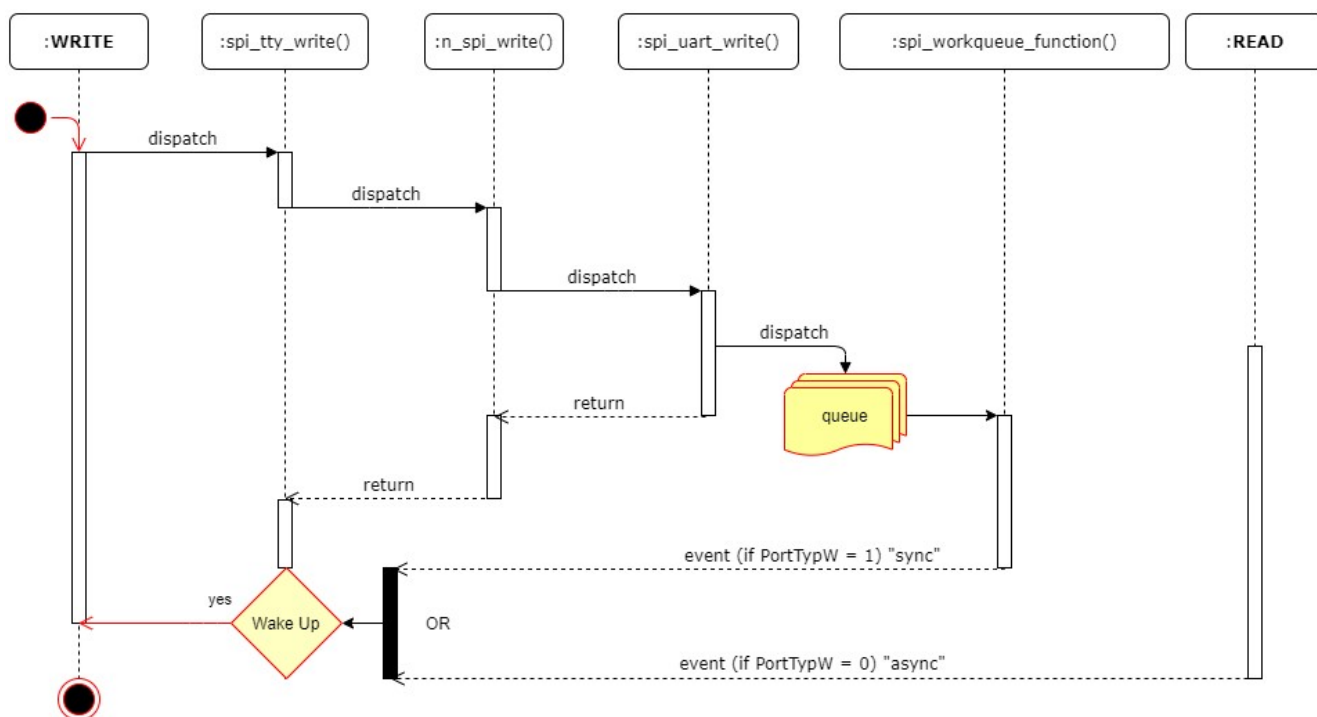 :WRITE
:spi_tty_write()
:n_spi_write()
:spi_uart_write()
:spi_workqueue_function()
:READ
dispatch
dispatch
dispatch
dispatch
return
queue
return
event (if PortTypW = 1) "sync"
yes
Wake Up
OR
event (if PortTypW = 0) "async"